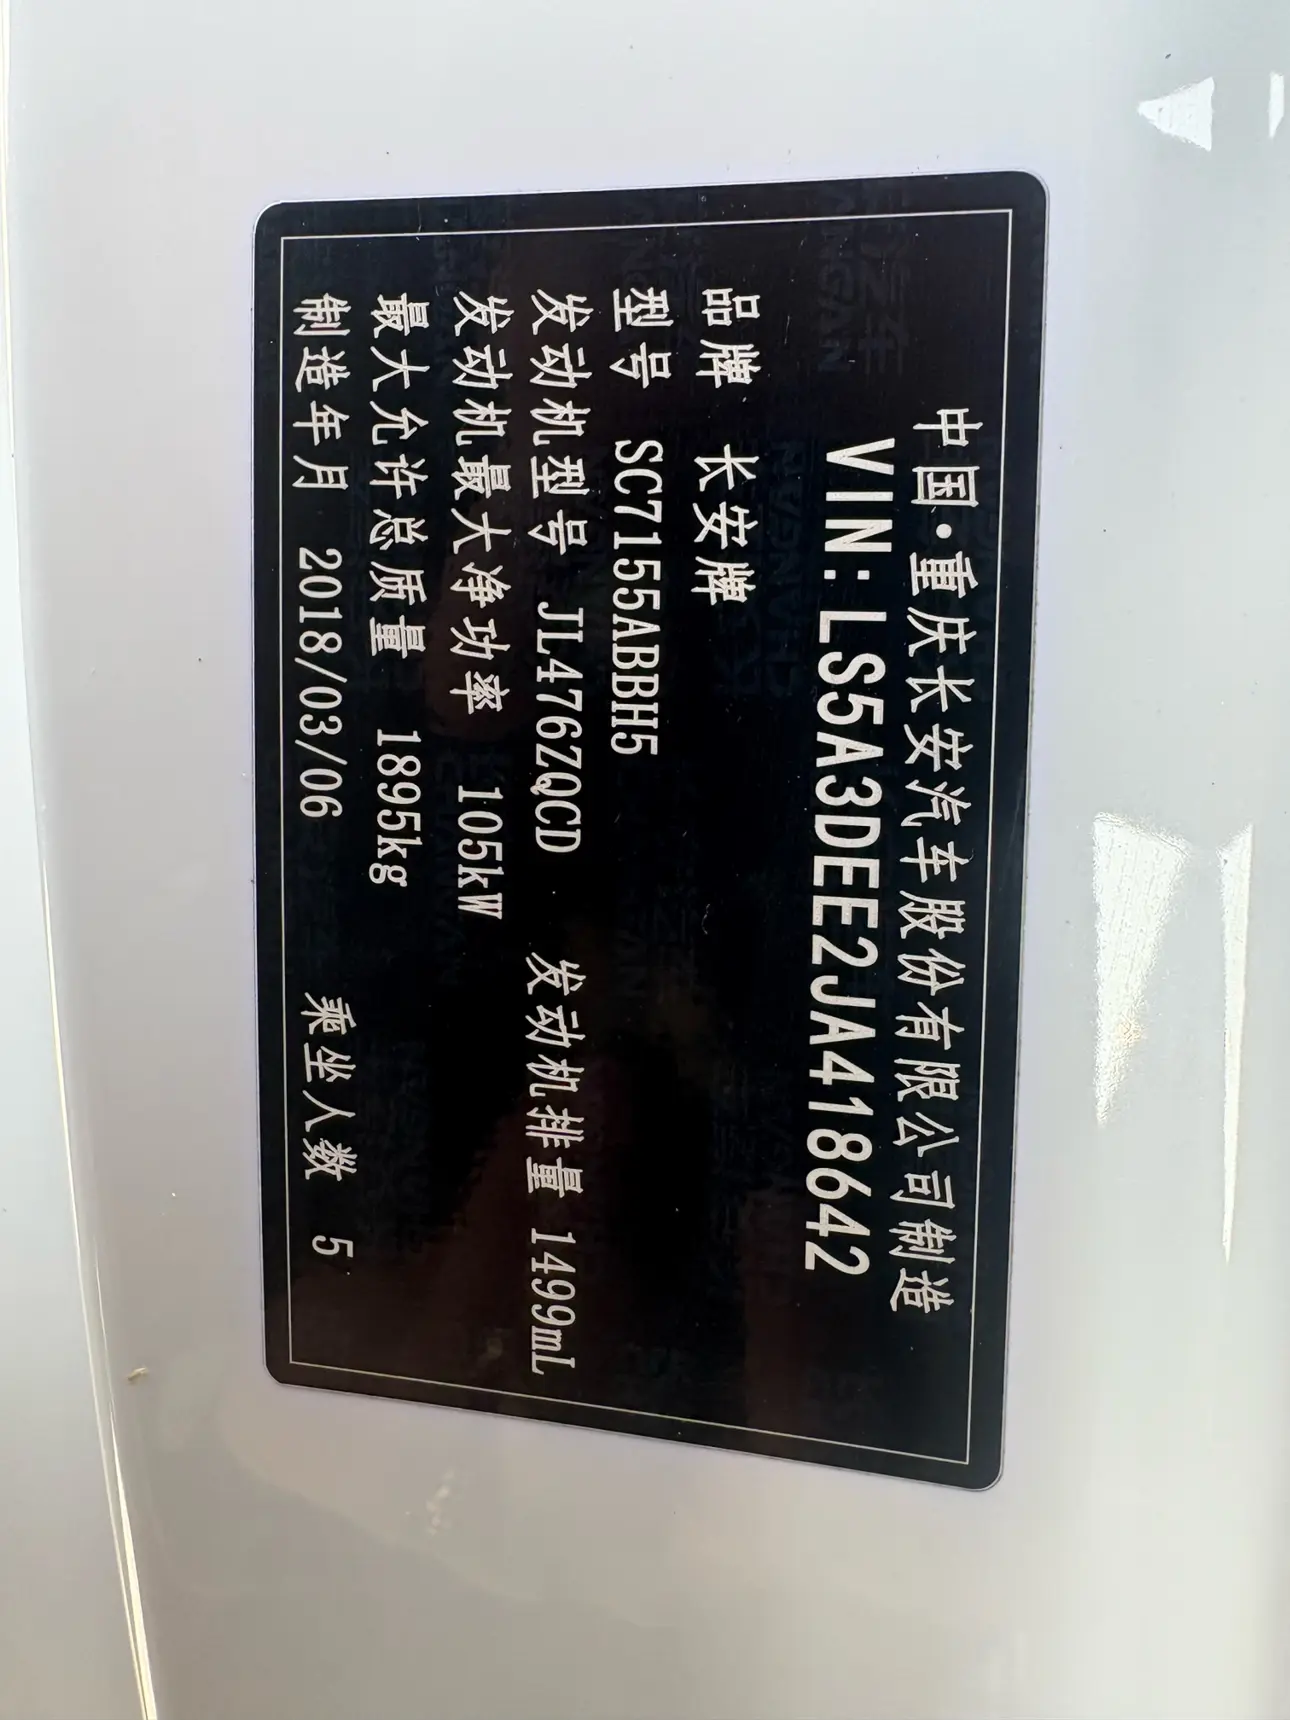 中国·重庆长安汽车股份有限公司制造
VIN: LS5A3DEE2JA418642
品牌 长安牌
型号 SC7155ABBH5
发动机型号 JL476ZQCD 发动机排量 1499mL
发动机最大净功率 105kW
最大允许总质量 1895kg
制造年月 2018/03/06 乘坐人数 5